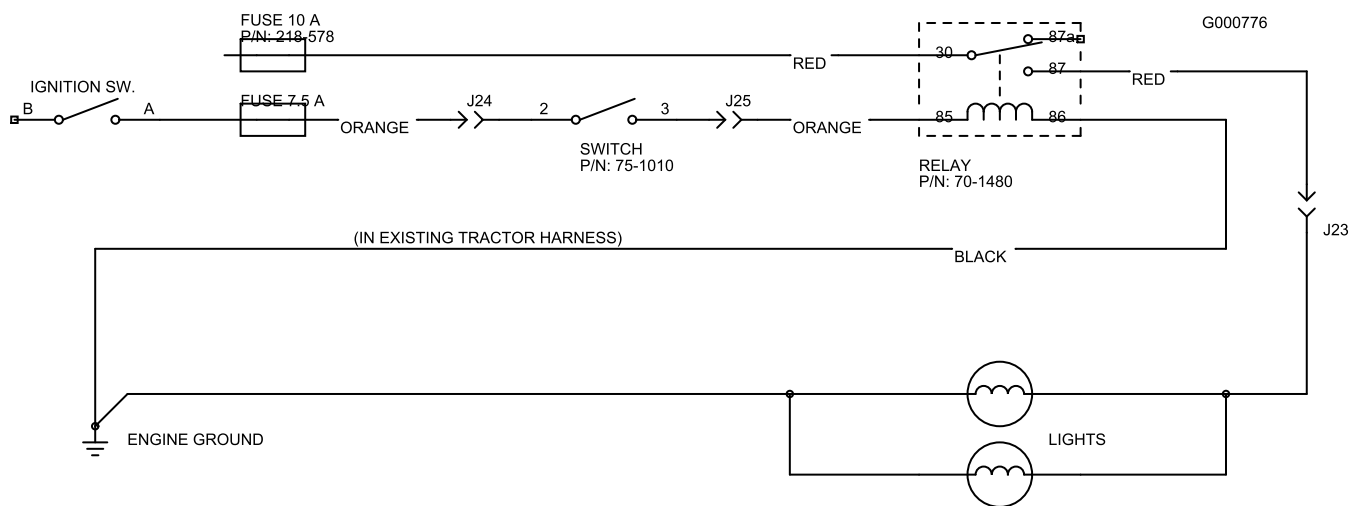 FUSE 10 A
P/N: 218-578
G000776
87a
30
RED
87
RED
IGNITION SW.
B
A
FUSE 7.5 A
ORANGE
J24
2
3
J25
ORANGE
85
86
SWITCH
P/N: 75-1010
RELAY
P/N: 70-1480
J23
(IN EXISTING TRACTOR HARNESS)
BLACK
ENGINE GROUND
LIGHTS